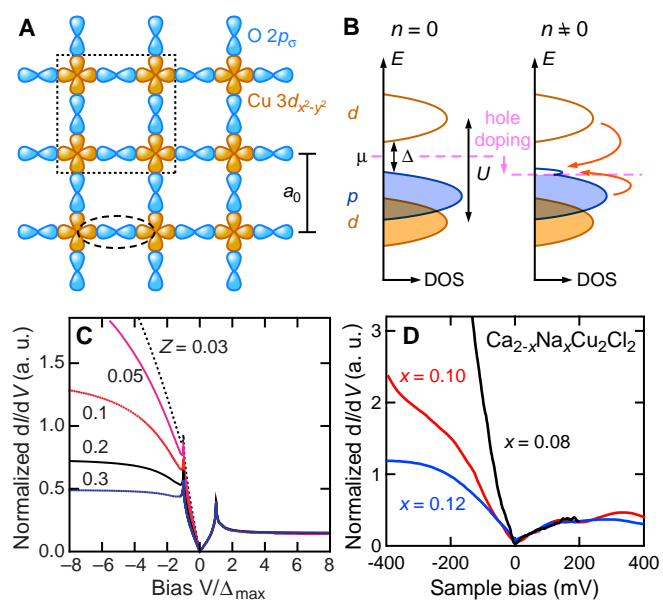 A
O 2pσ
Cu 3dx²-y²
a0
B
n = 0
n ≠ 0
E
E
d
d
hole
doping
μ
Δ
U
p
d
DOS
DOS
C
Z = 0.03
0.05
0.1
0.2
0.3
1.5
1.0
0.5
0.0
Normalized dI/dV (a. u.)
−8
−6
−4
−2
0
2
4
6
8
Bias V/Δmax
D
Ca2-xNaxCu2Cl2
x = 0.10
x = 0.08
x = 0.12
3
2
1
0
Normalized dI/dV (a. u.)
-400
-200
0
200
400
Sample bias (mV)